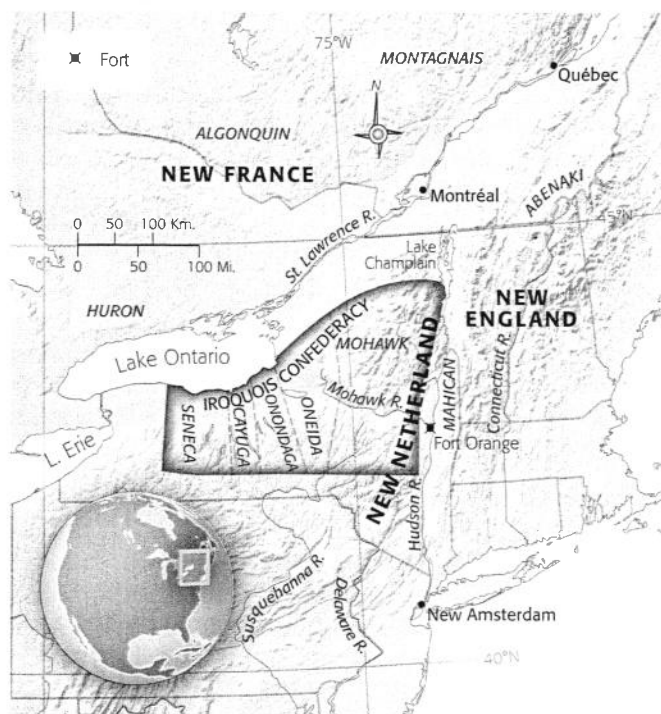 Fort
75°W
MONTAGNAIS
N
Québec
ALGONQUIN
NEW FRANCE
Montréal
ABENAKI
45°N
0 50 100 Km.
0 50 100 Mi.
St. Lawrence R.
Lake
Champlain
HURON
NEW
ENGLAND
Lake Ontario
IROQUOIS CONFEDERACY
MOHAWK
Mohawk R.
NEW NETHERLAND
MAHICAN
Connecticut R.
SENECA
CAYUGA
ONONDAGA
ONEIDA
Fort Orange
L. Erie
Hudson R.
Susquehanna R.
Delaware R.
New Amsterdam
40°N